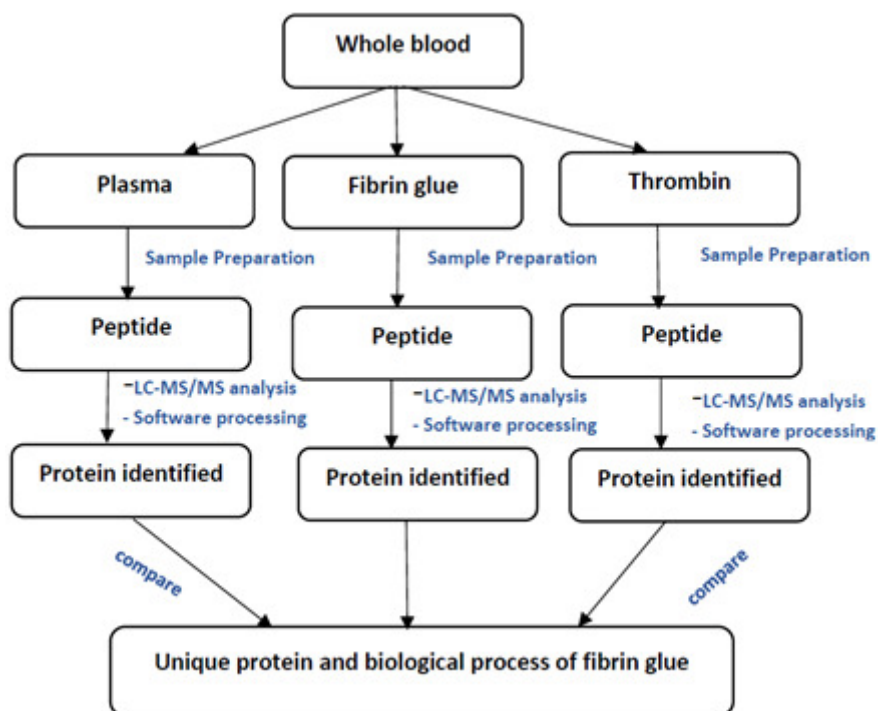 Whole blood
Plasma
Fibrin glue
Thrombin
Sample Preparation
Sample Preparation
Sample Preparation
Peptide
Peptide
Peptide
-LC-MS/MS analysis
- Software processing
-LC-MS/MS analysis
- Software processing
-LC-MS/MS analysis
- Software processing
Protein identified
Protein identified
Protein identified
compare
compare
Unique protein and biological process of fibrin glue